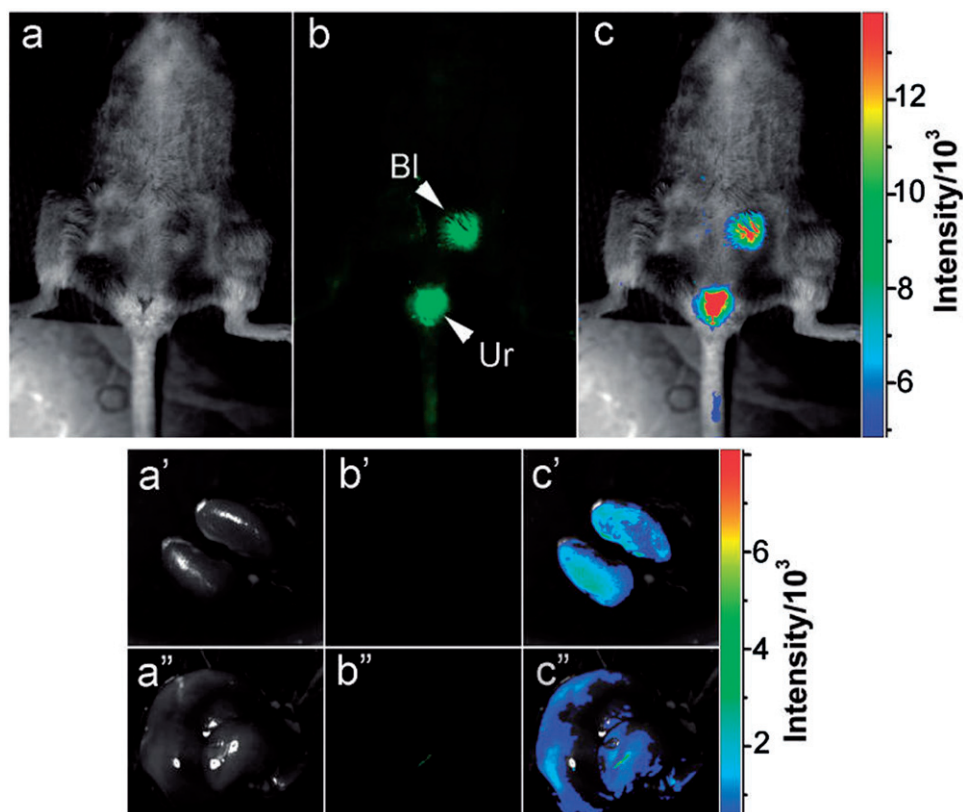 a
b
c
Bl
Ur
12
10
8
6
Intensity/10³
a'
b'
c'
6
4
2
Intensity/10³
a"
b"
c"